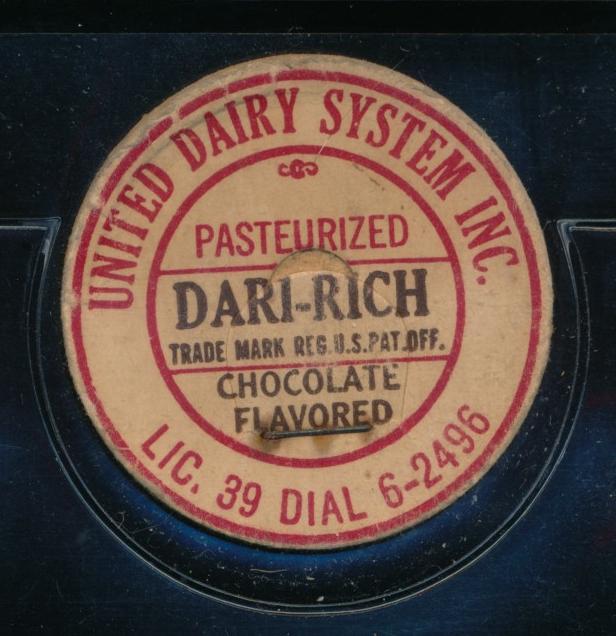 UNITED DAIRY SYSTEM INC.
PASTEURIZED
DARI-RICH
TRADE MARK REG.U.S.PAT.OFF.
CHOCOLATE
FLAVORED
LIC. 39 DIAL 6-2496